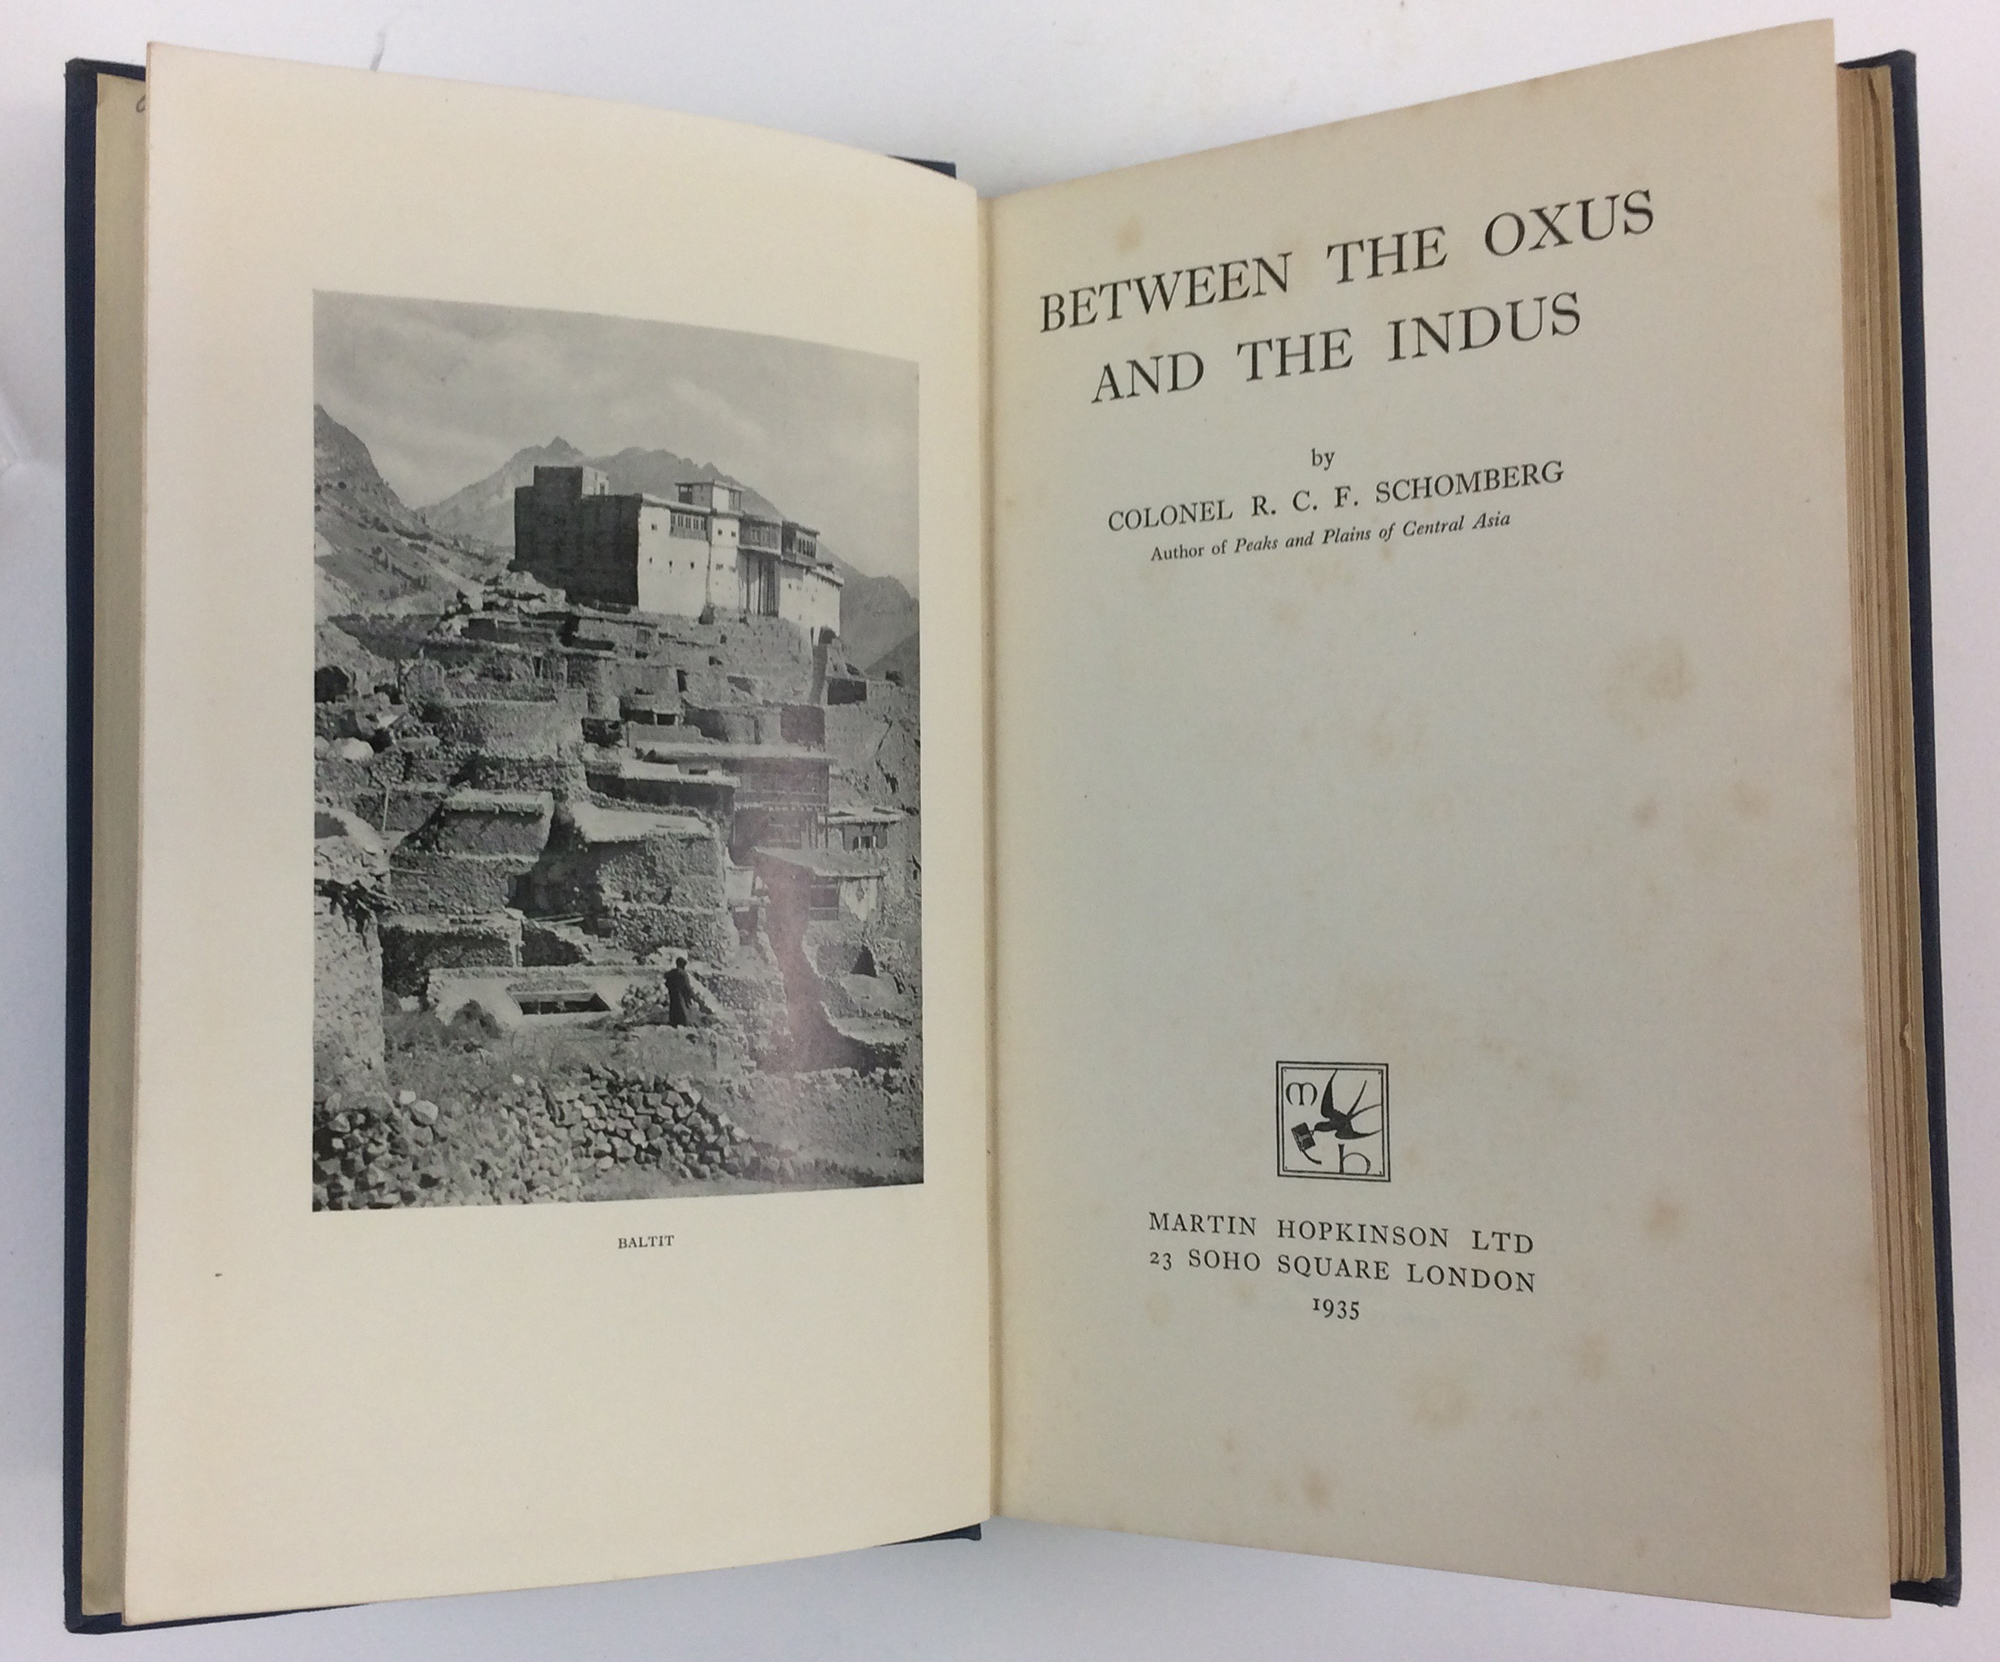 BALTIT
BETWEEN THE OXUS
AND THE INDUS
by
COLONEL R. C. F. SCHOMBERG
Author of Peaks and Plains of Central Asia
m
h
MARTIN HOPKINSON LTD
23 SOHO SQUARE LONDON
1935